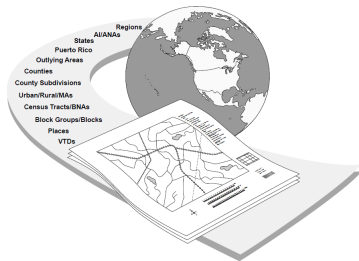 Regions
AI/ANAs
States
Puerto Rico
Outlying Areas
Counties
County Subdivisions
Urban/Rural/MAs
Census Tracts/BNAs
Block Groups/Blocks
Places
VTDs